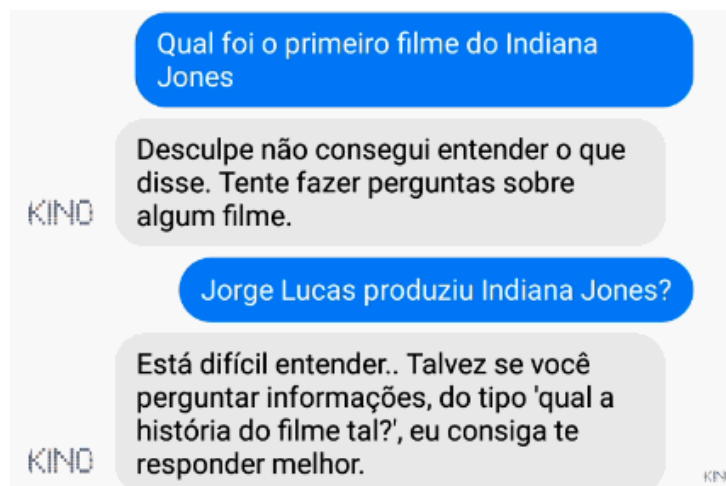 Qual foi o primeiro filme do Indiana
Jones
Desculpe não consegui entender o que
disse. Tente fazer perguntas sobre
algum filme.
KINO
Jorge Lucas produziu Indiana Jones?
Está difícil entender.. Talvez se você
perguntar informações, do tipo 'qual a
história do filme tal?', eu consiga te
responder melhor.
KINO